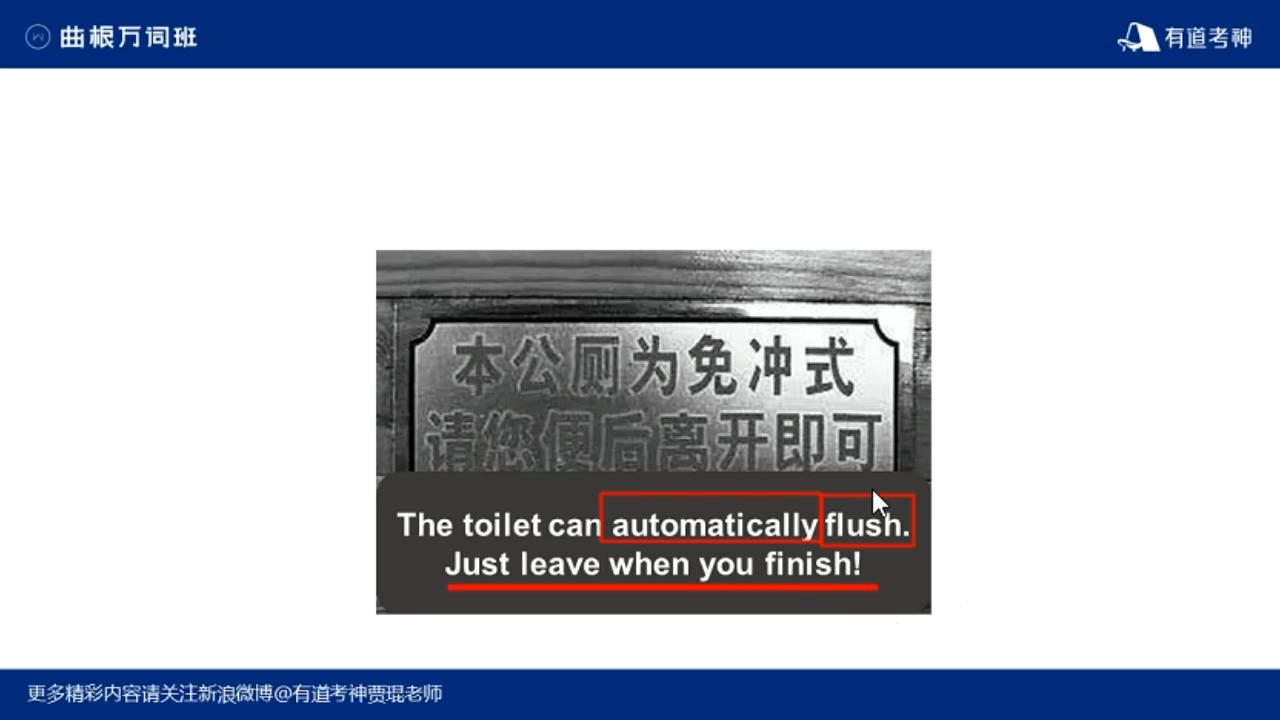 曲根万词班
有道考神
本公厕为免冲式
请您便后离开即可
The toilet can automatically flush.
Just leave when you finish!
更多精彩内容请关注新浪微博@有道考神贾琨老师